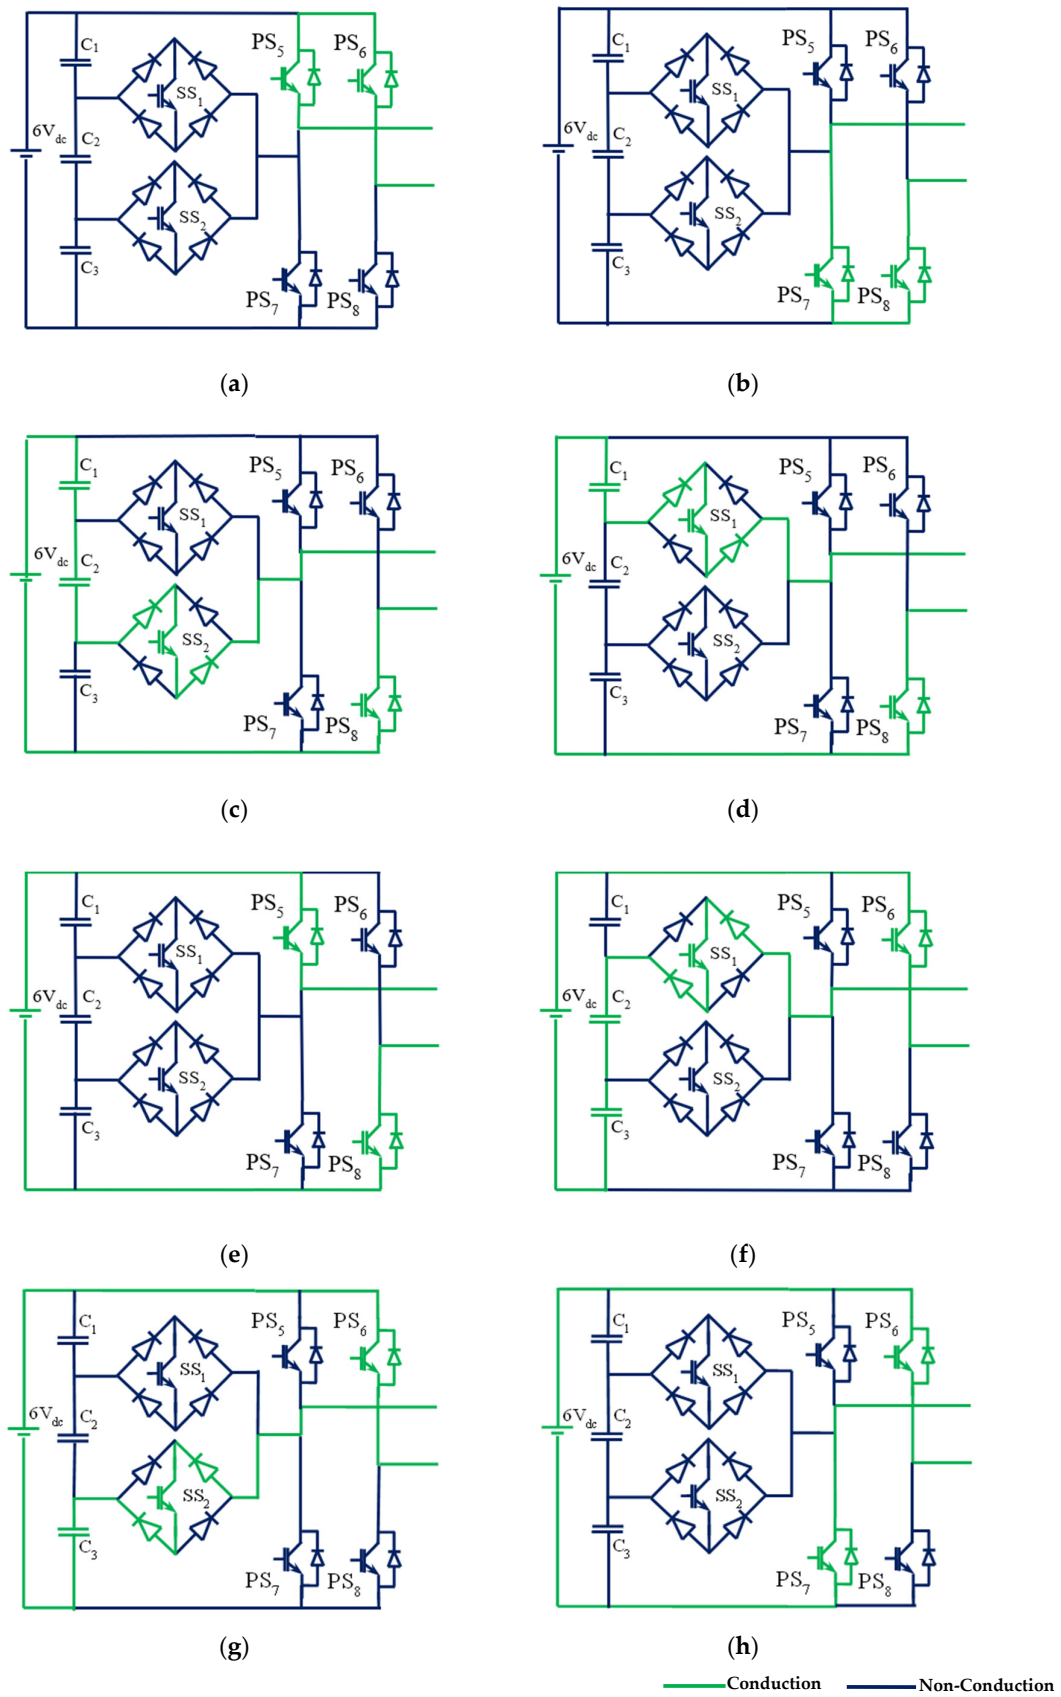 C1 PS5 PS6 SS1 6Vdc C2 SS2 C3 PS7 PS8
(a)
C1 PS5 PS6 SS1 6Vdc C2 SS2 C3 PS7 PS8
(b)
C1 PS5 PS6 SS1 6Vdc C2 SS2 C3 PS7 PS8
(c)
C1 PS5 PS6 SS1 6Vdc C2 SS2 C3 PS7 PS8
(d)
C1 PS5 PS6 SS1 6Vdc C2 SS2 C3 PS7 PS8
(e)
C1 PS5 PS6 SS1 6Vdc C2 SS2 C3 PS7 PS8
(f)
C1 PS5 PS6 SS1 6Vdc C2 SS2 C3 PS7 PS8
(g)
C1 PS5 PS6 SS1 6Vdc C2 SS2 C3 PS7 PS8
(h)
Conduction Non-Conduction